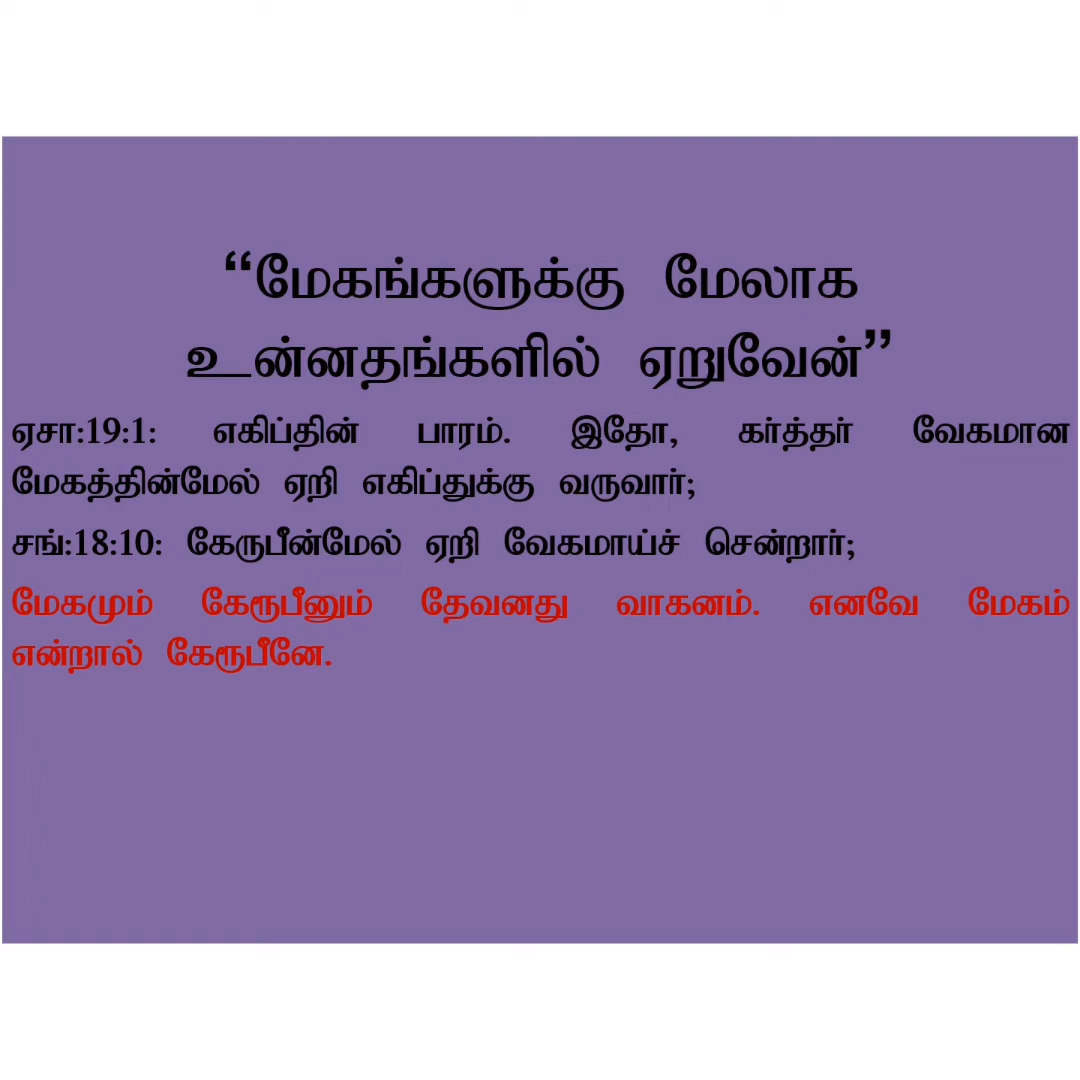 “மேகங்களுக்கு மேலாக
உன்னதங்களில் ஏறுவேன்”
ஏசா:19:1: எகிப்தின் பாரம். இதோ, கர்த்தர் வேகமான
மேகத்தின்மேல் ஏறி எகிப்துக்கு வருவார்;
சங்:18:10: கேருபீன்மேல் ஏறி வேகமாய்ச் சென்றார்;
மேகமும் கேரூபீனும் தேவனது வாகனம். எனவே மேகம்
என்றால் கேரூபீனே.